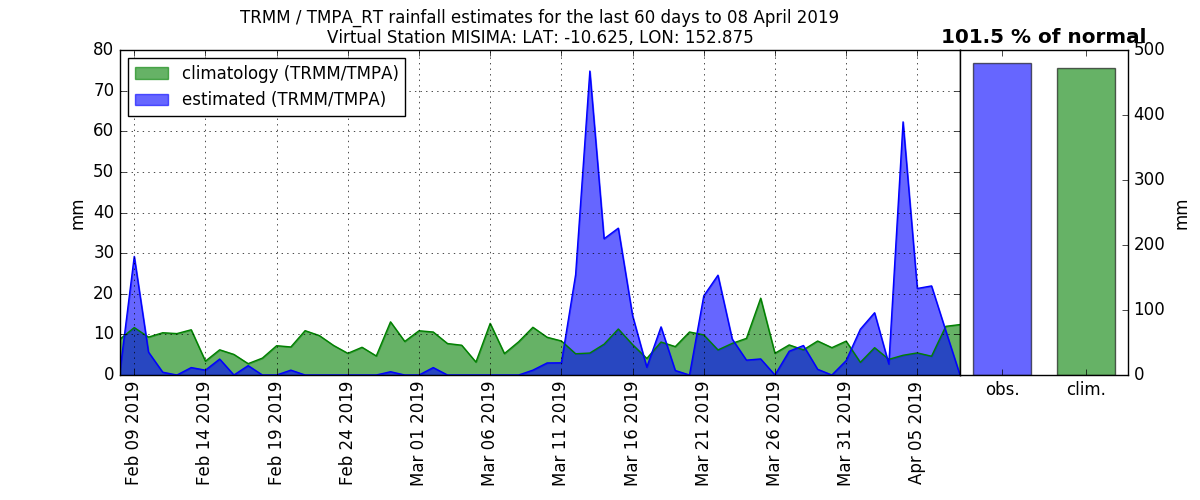 TRMM / TMPA_RT rainfall estimates for the last 60 days to 08 April 2019
Virtual Station MISIMA: LAT: -10.625, LON: 152.875
101.5 % of normal
climatology (TRMM/TMPA)
estimated (TRMM/TMPA)
mm
80
70
60
50
40
30
20
10
0
Feb 09 2019
Feb 14 2019
Feb 19 2019
Feb 24 2019
Mar 01 2019
Mar 06 2019
Mar 11 2019
Mar 16 2019
Mar 21 2019
Mar 26 2019
Mar 31 2019
Apr 05 2019
obs.
clim.
500
400
300
200
100
0
mm